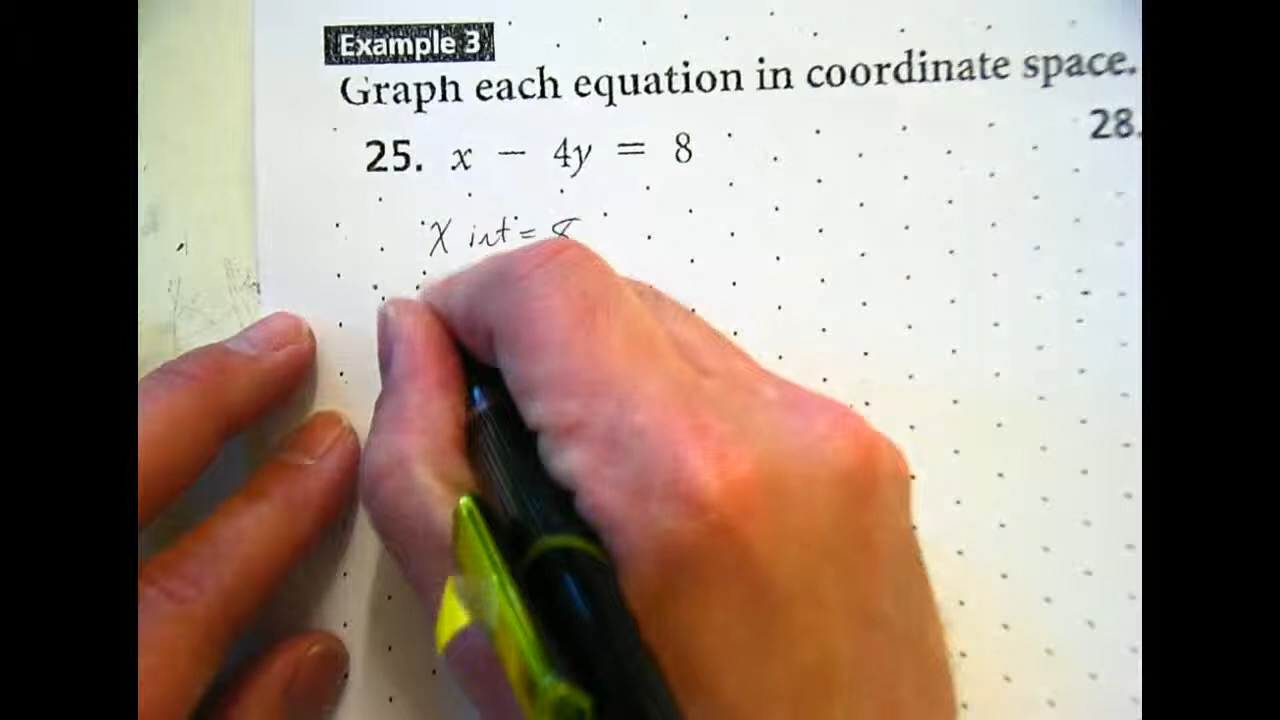 Example 3
Graph each equation in coordinate space.
25. x − 4y = 8
28.
X int = 8